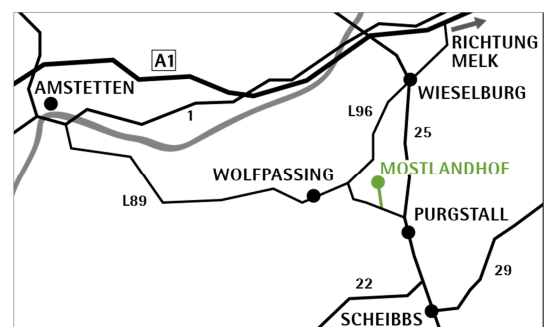 A1
RICHTUNG
MELK
AMSTETTEN
WIESELBURG
1
L96
25
MOSTLANDHOF
WOLFPASSING
L89
PURGSTALL
29
22
SCHEIBBS